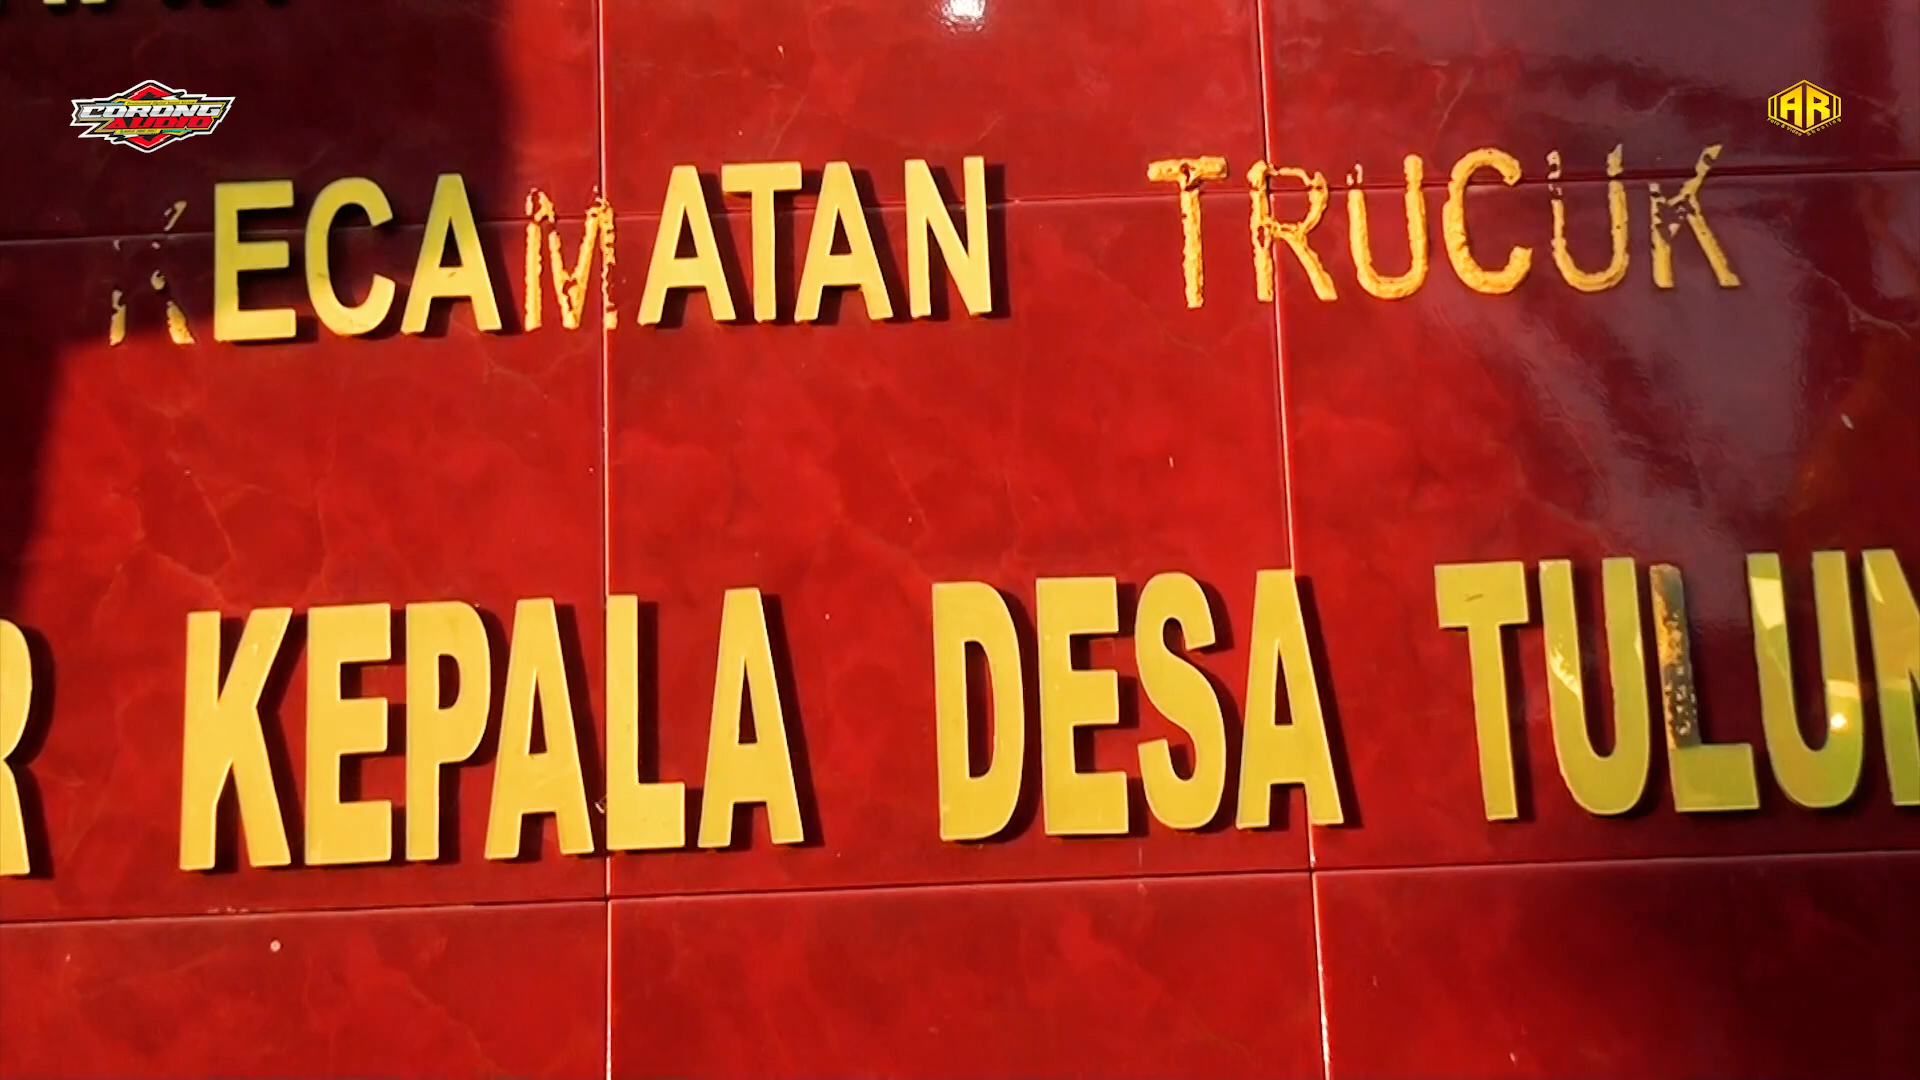 CORONG
AUDIO
AR
KECAMATAN TRUCUK
R KEPALA DESA TULUN